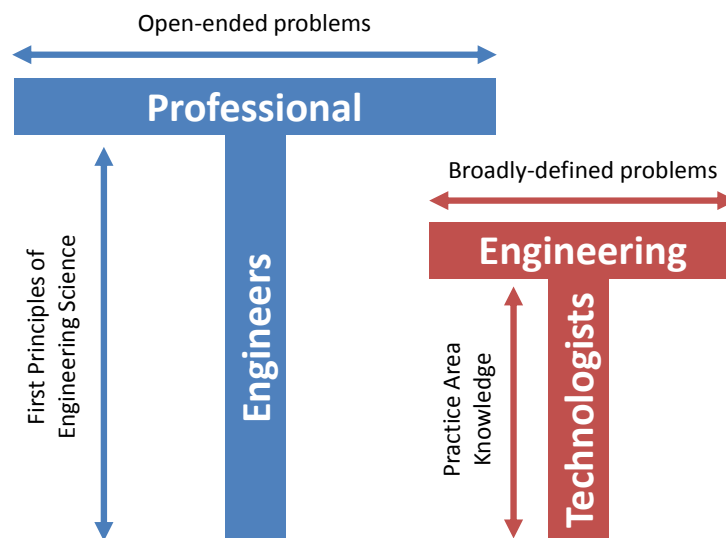 Open-ended problems
Professional
Engineers
First Principles of
Engineering Science
Broadly-defined problems
Engineering
Technologists
Practice Area
Knowledge